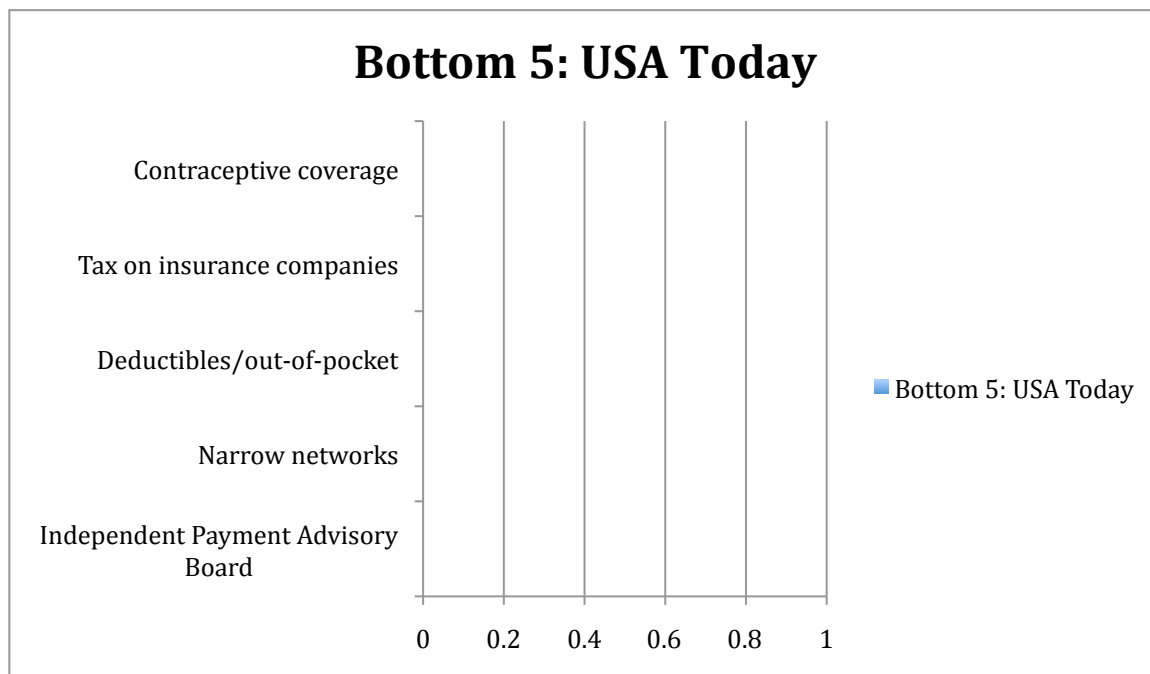 Bottom 5: USA Today
Contraceptive coverage
Tax on insurance companies
Deductibles/out-of-pocket
Narrow networks
Independent Payment Advisory
Board
Bottom 5: USA Today
0 0.2 0.4 0.6 0.8 1